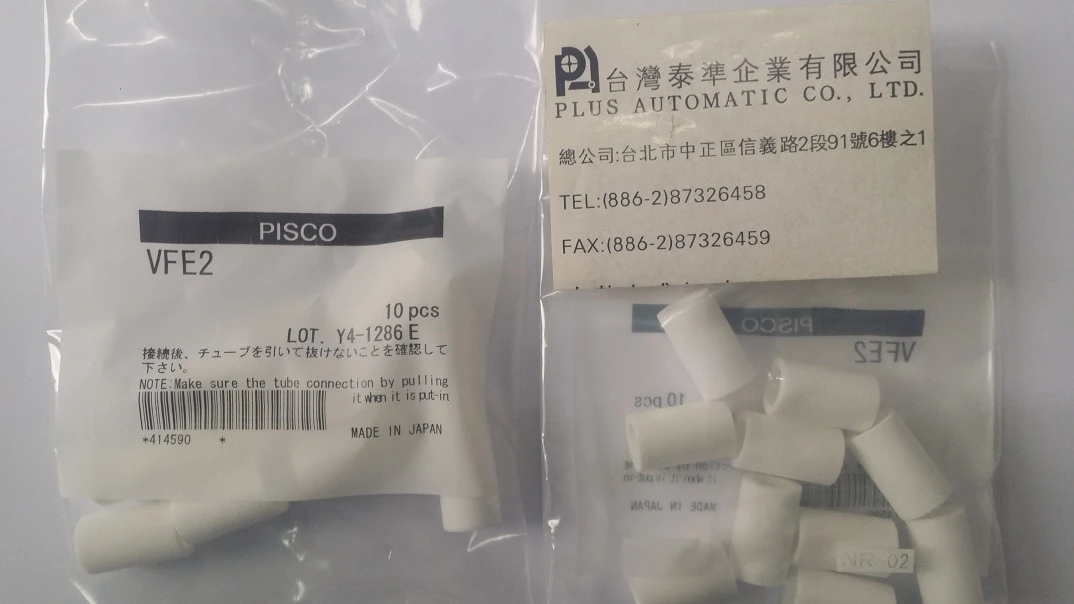 PISCO
VFE2
10 pcs
LOT. Y4-1286 E
接続後、チューブを引いて抜けないことを確認して
下さい。
NOTE:Make sure the tube connection by pulling
it when it is put-in
*414590 *
MADE IN JAPAN
台灣泰準企業有限公司
PLUS AUTOMATIC CO., LTD.
總公司:台北市中正區信義路2段91號6樓之1
TEL:(886-2)87326458
FAX:(886-2)87326459
PISCO
VFE2
10 pcs
MADE IN JAPAN
NR-02